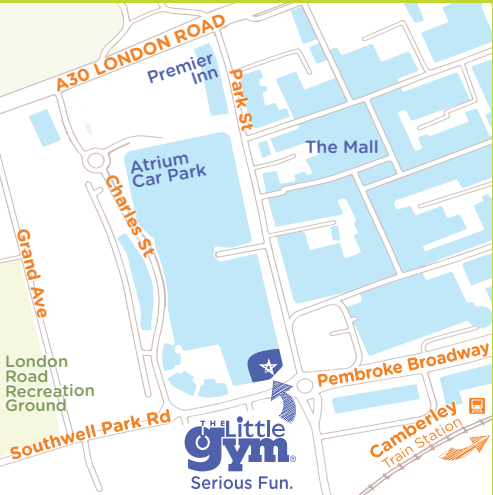 A30 LONDON ROAD
Premier
Inn
Park St
The Mall
Atrium
Car Park
Charles St
Grand Ave
London
Road
Recreation
Ground
Pembroke Broadway
Southwell Park Rd
Camberley
Train Station
THE Little
gym®
Serious Fun.